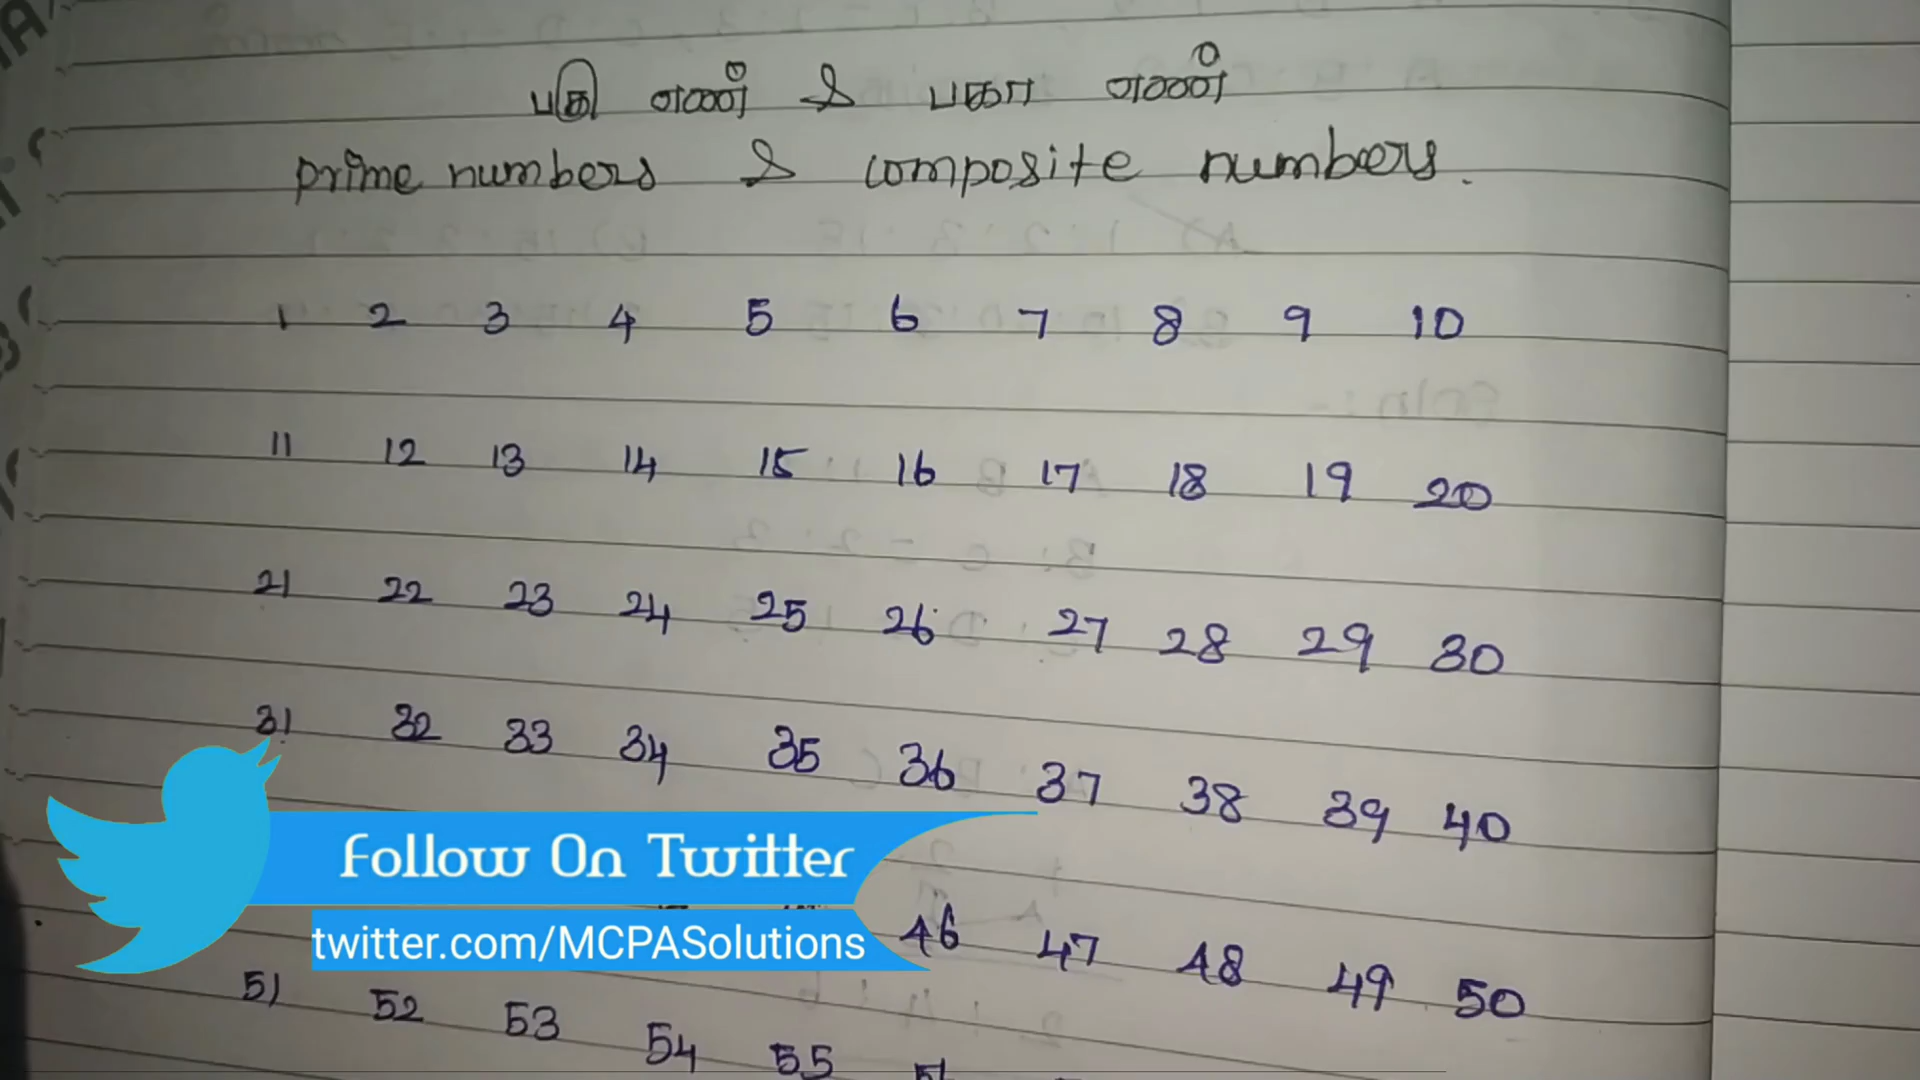 பகு எண் & பகா எண்
prime numbers & composite numbers.
1 2 3 4 5 6 7 8 9 10
11 12 13 14 15 16 17 18 19 20
21 22 23 24 25 26 27 28 29 30
31 32 33 34 35 36 37 38 39 40
Follow On Twitter
twitter.com/MCPASolutions
46 47 48 49 50
51 52 53 54 55